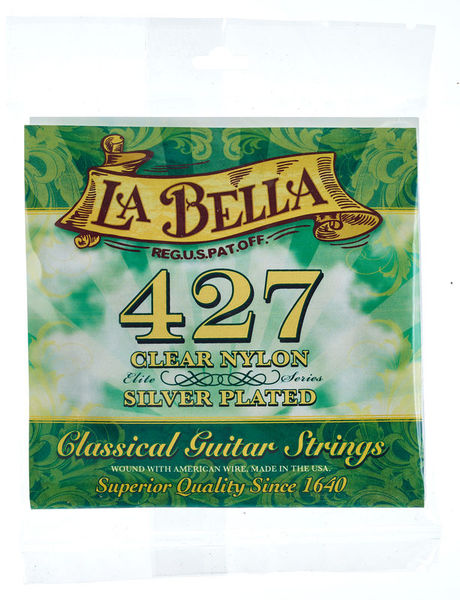 LA BELLA
REG.U.S.PAT.OFF.
427
CLEAR NYLON
Elite Series
SILVER PLATED
Classical Guitar Strings
WOUND WITH AMERICAN WIRE, MADE IN THE USA.
Superior Quality Since 1640